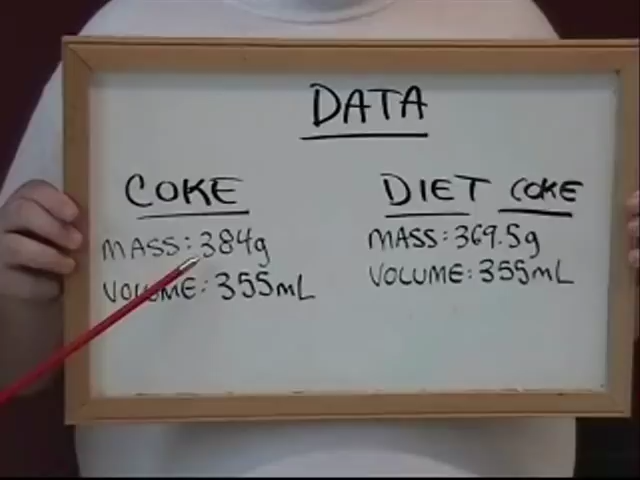 DATA
COKE
MASS: 384g
VOLUME: 355mL
DIET COKE
MASS: 369.5g
VOLUME: 355mL